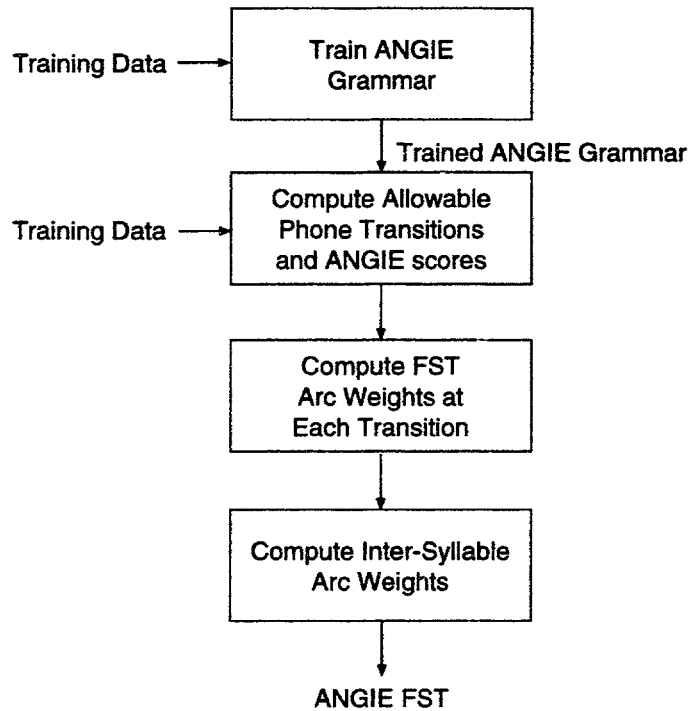 Training Data
Train ANGIE
Grammar
Trained ANGIE Grammar
Training Data
Compute Allowable
Phone Transitions
and ANGIE scores
Compute FST
Arc Weights at
Each Transition
Compute Inter-Syllable
Arc Weights
ANGIE FST